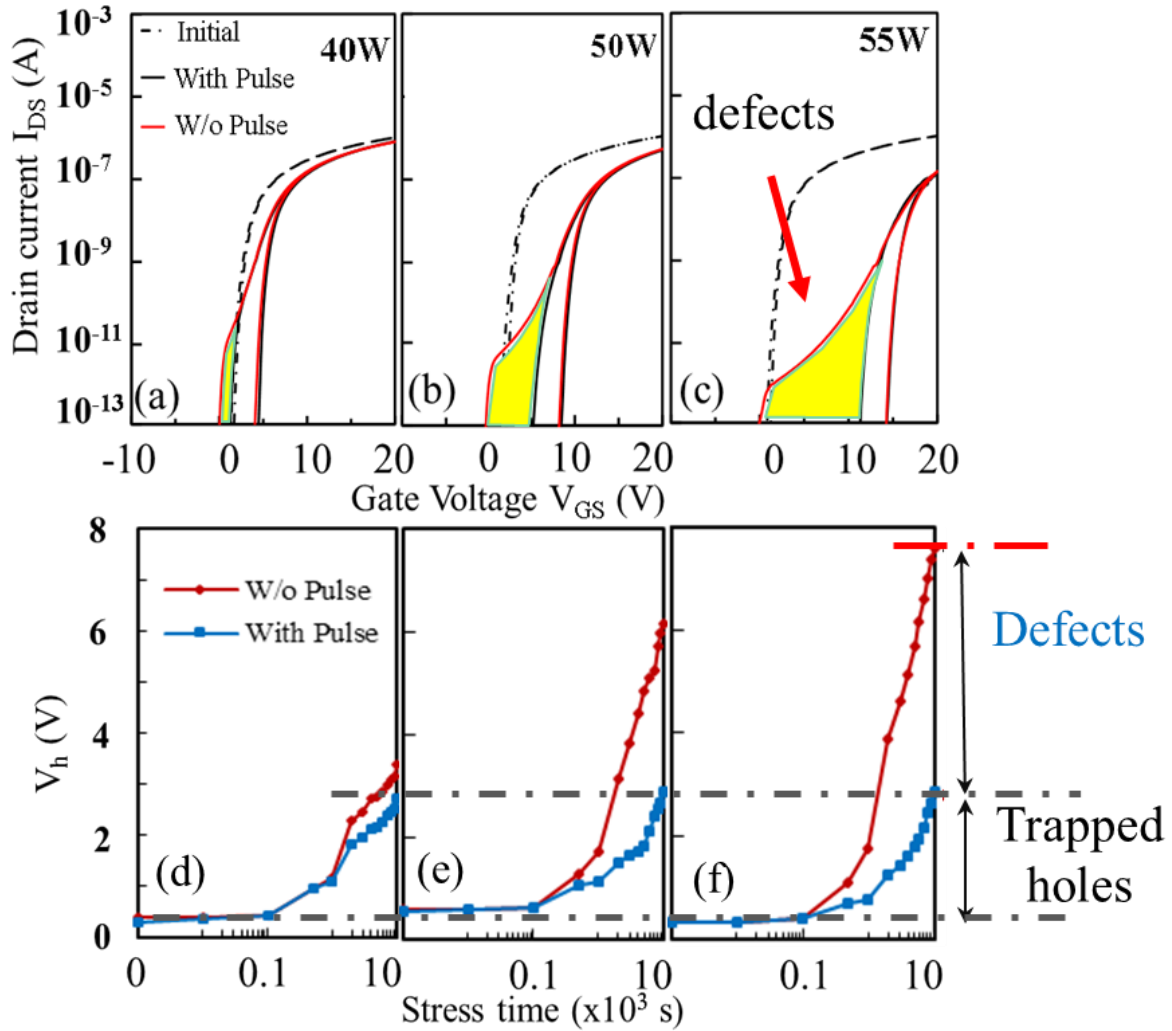 Drain current I_DS (A)
10^-3
10^-5
10^-7
10^-9
10^-11
10^-13
Initial
With Pulse
W/o Pulse
40W
50W
55W
defects
(a)
(b)
(c)
-10 0 10 20
0 10 20
0 10 20
Gate Voltage V_GS (V)
V_h (V)
8
6
4
2
0
W/o Pulse
With Pulse
(d)
(e)
(f)
Defects
Trapped
holes
0 0.1 10
0.1 10
0.1 10
Stress time (x10^3 s)